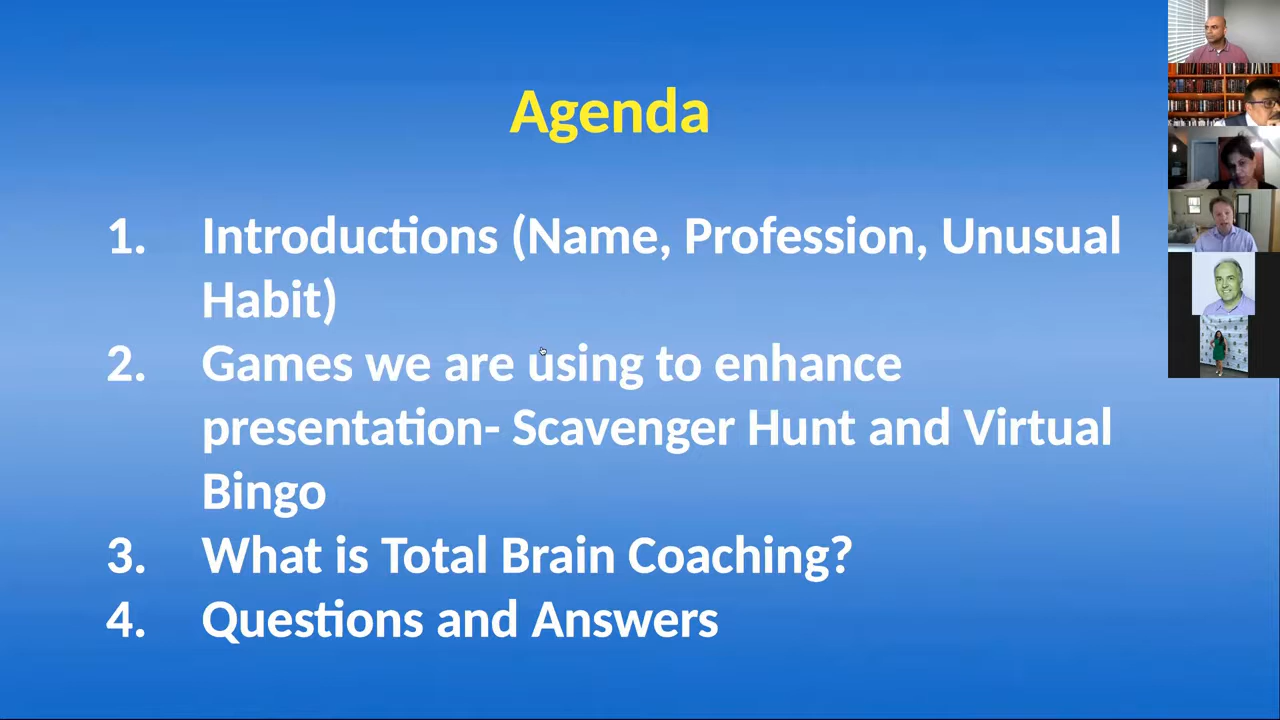 Agenda
1. Introductions (Name, Profession, Unusual
Habit)
2. Games we are using to enhance
presentation- Scavenger Hunt and Virtual
Bingo
3. What is Total Brain Coaching?
4. Questions and Answers